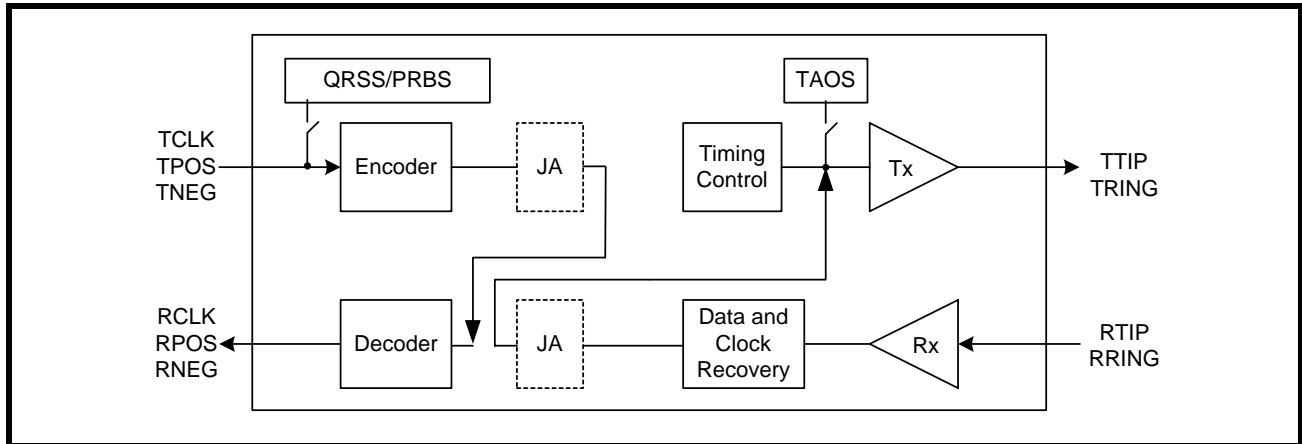 QRSS/PRBS
TAOS
TCLK
TPOS
TNEG
Encoder
JA
Timing
Control
Tx
TTIP
TRING
RCLK
RPOS
RNEG
Decoder
JA
Data and
Clock
Recovery
Rx
RTIP
RRING